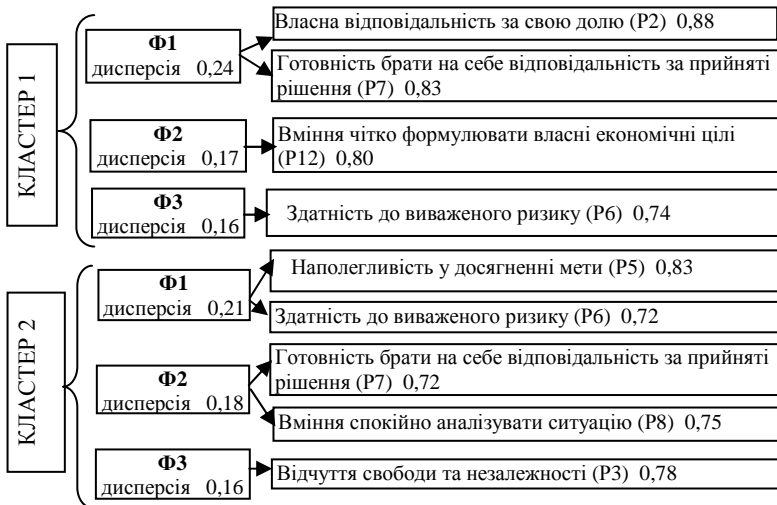 КЛАСТЕР 1
Ф1
дисперсія 0,24
Власна відповідальність за свою долю (Р2) 0,88
Готовність брати на себе відповідальність за прийняті
рішення (Р7) 0,83
Ф2
дисперсія 0,17
Вміння чітко формулювати власні економічні цілі
(Р12) 0,80
Ф3
дисперсія 0,16
Здатність до виваженого ризику (Р6) 0,74
КЛАСТЕР 2
Ф1
дисперсія 0,21
Наполегливість у досягненні мети (Р5) 0,83
Здатність до виваженого ризику (Р6) 0,72
Ф2
дисперсія 0,18
Готовність брати на себе відповідальність за прийняті
рішення (Р7) 0,72
Вміння спокійно аналізувати ситуацію (Р8) 0,75
Ф3
дисперсія 0,16
Відчуття свободи та незалежності (Р3) 0,78